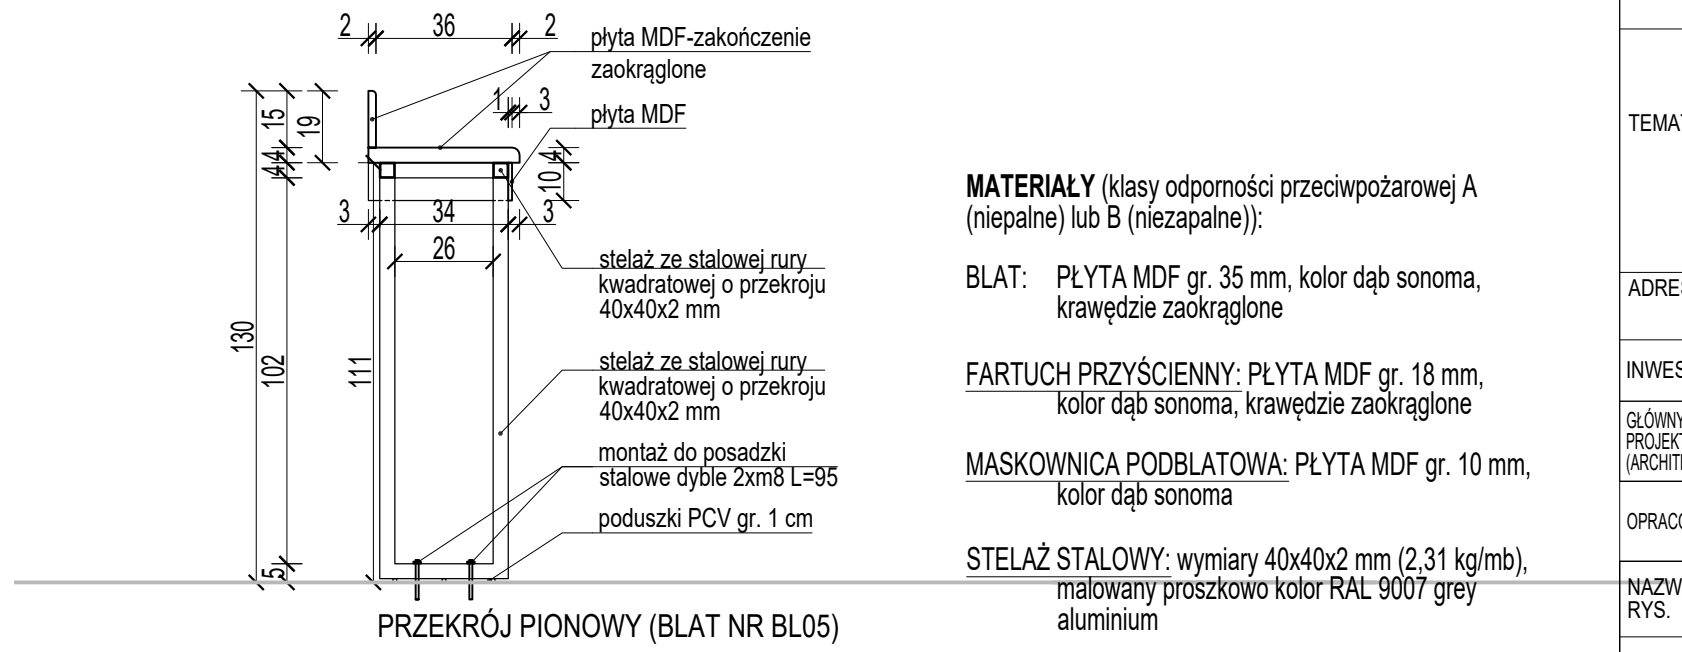 2 36 2
płyta MDF-zakończenie
zaokrąglone
1 3
płyta MDF
15
19
4
4
4
10
3 34 3
26
stelaż ze stalowej rury
kwadratowej o przekroju
40x40x2 mm
130
102
111
stelaż ze stalowej rury
kwadratowej o przekroju
40x40x2 mm
montaż do posadzki
stalowe dyble 2xm8 L=95
poduszki PCV gr. 1 cm
5
PRZEKRÓJ PIONOWY (BLAT NR BL05)
MATERIAŁY (klasy odporności przeciwpożarowej A
(niepalne) lub B (niezapalne)):
BLAT: PŁYTA MDF gr. 35 mm, kolor dąb sonoma,
krawędzie zaokrąglone
FARTUCH PRZYŚCIENNY: PŁYTA MDF gr. 18 mm,
kolor dąb sonoma, krawędzie zaokrąglone
MASKOWNICA PODBLATOWA: PŁYTA MDF gr. 10 mm,
kolor dąb sonoma
STELAŻ STALOWY: wymiary 40x40x2 mm (2,31 kg/mb),
malowany proszkowo kolor RAL 9007 grey
aluminium
TEMA
ADRE
INWES
GŁÓWNY
PROJEKT
(ARCHIT
OPRAC
NAZW
RYS.